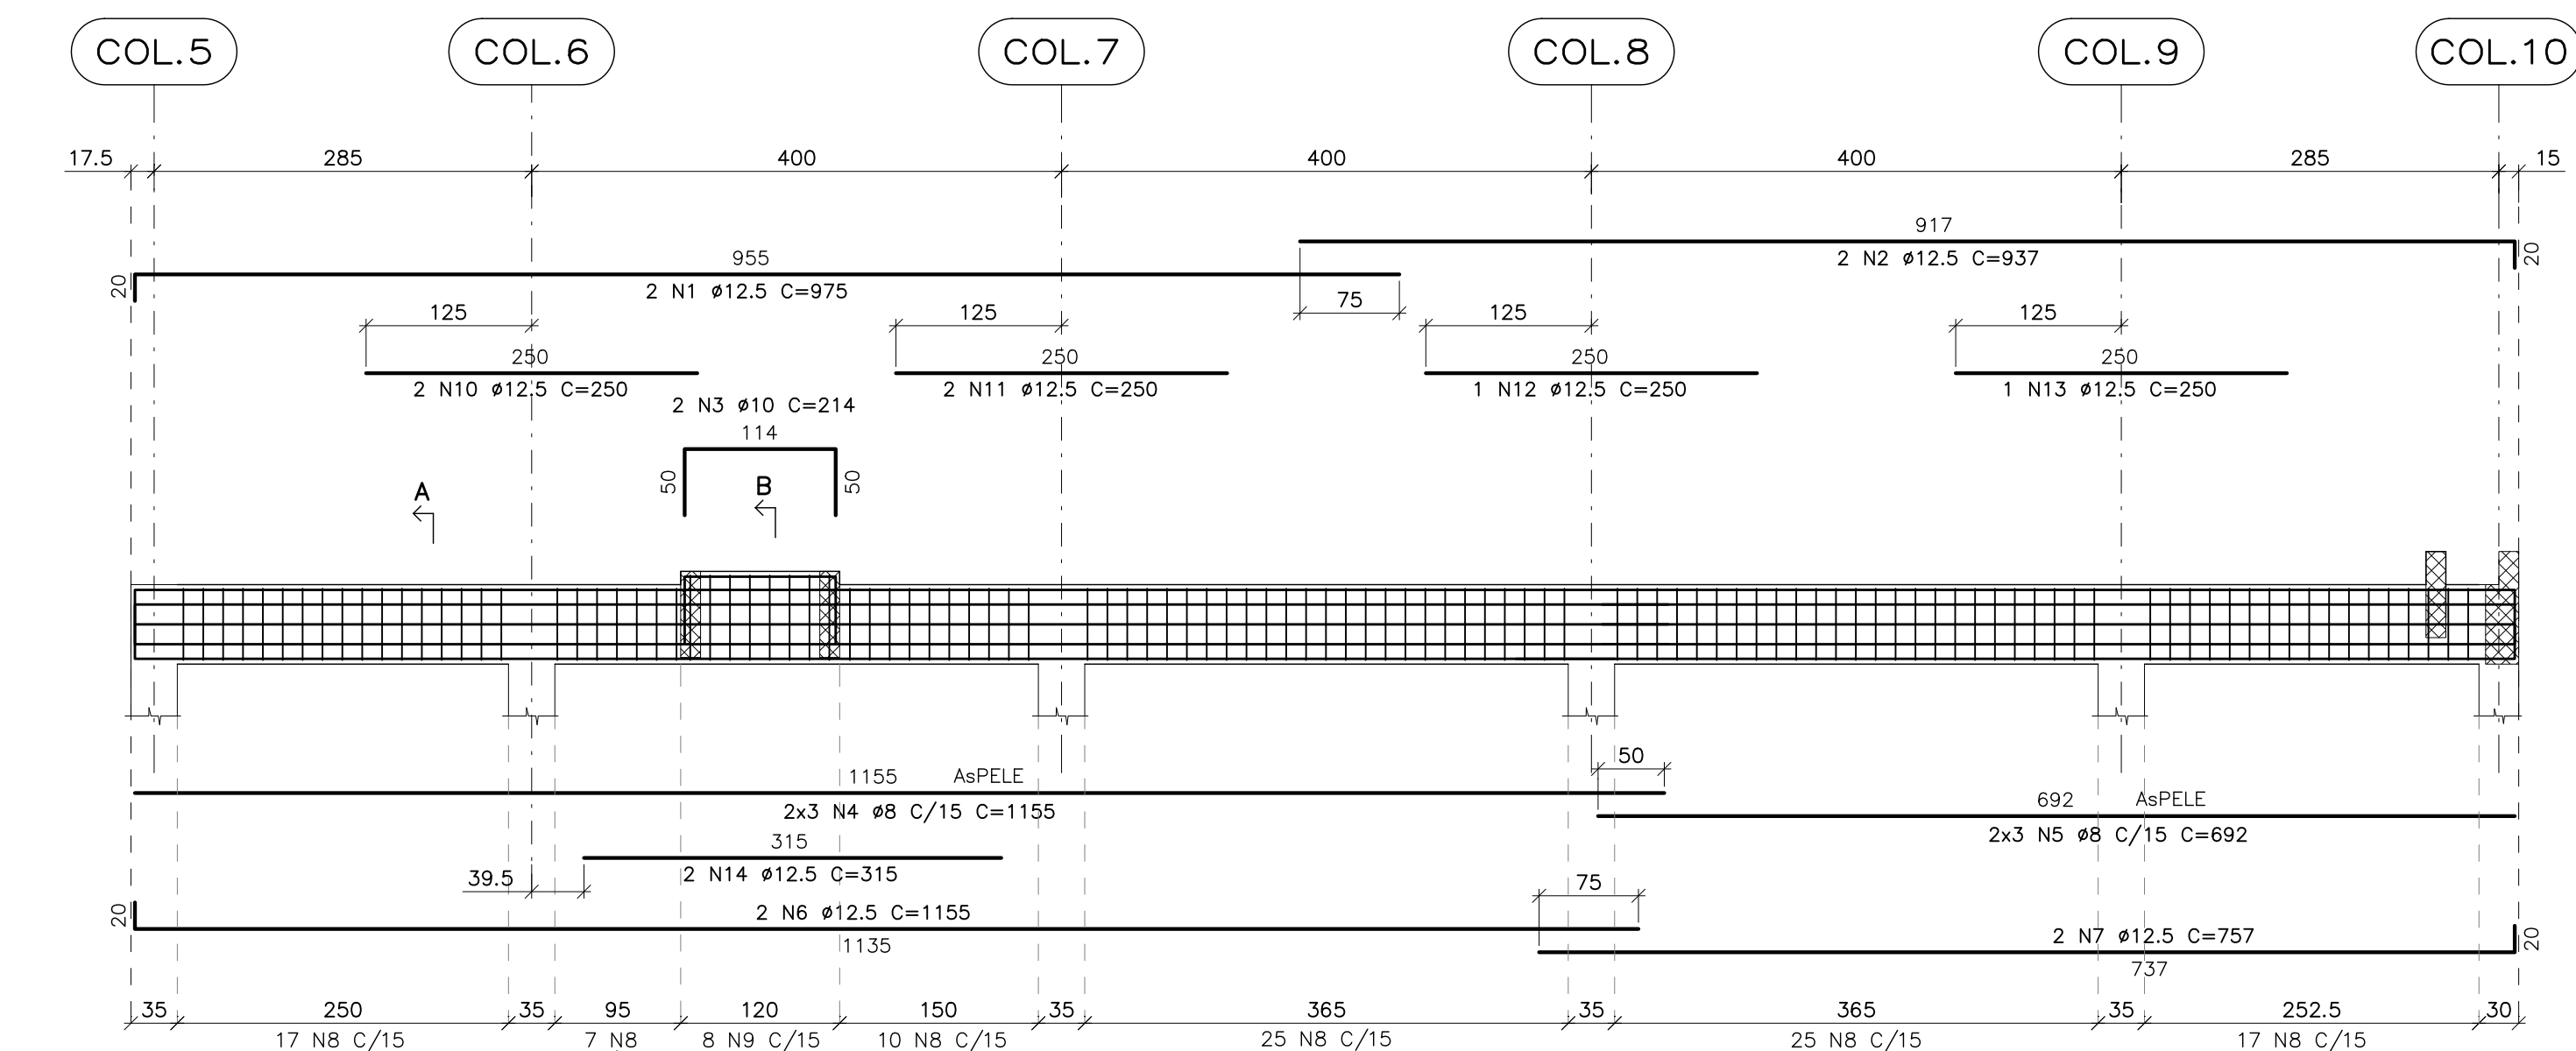 COL.5 COL.6 COL.7 COL.8 COL.9 COL.10
17.5 285 400 400 400 285 15
917
2 N2 ø12.5 C=937
20
955
20
2 N1 ø12.5 C=975
75
125 125 125 125
250 250 250 250
2 N10 ø12.5 C=250 2 N11 ø12.5 C=250 1 N12 ø12.5 C=250 1 N13 ø12.5 C=250
2 N3 ø10 C=214
114
50 50
A B
50
1155 AsPELE
2x3 N4 ø8 C/15 C=1155
692 AsPELE
2x3 N5 ø8 C/15 C=692
315
2 N14 ø12.5 C=315
39.5
75
20
2 N6 ø12.5 C=1155
1135
2 N7 ø12.5 C=757
20
737
35 250 35 95 120 150 35 365 35 365 35 252.5 30
17 N8 C/15 7 N8 8 N9 C/15 10 N8 C/15 25 N8 C/15 25 N8 C/15 17 N8 C/15